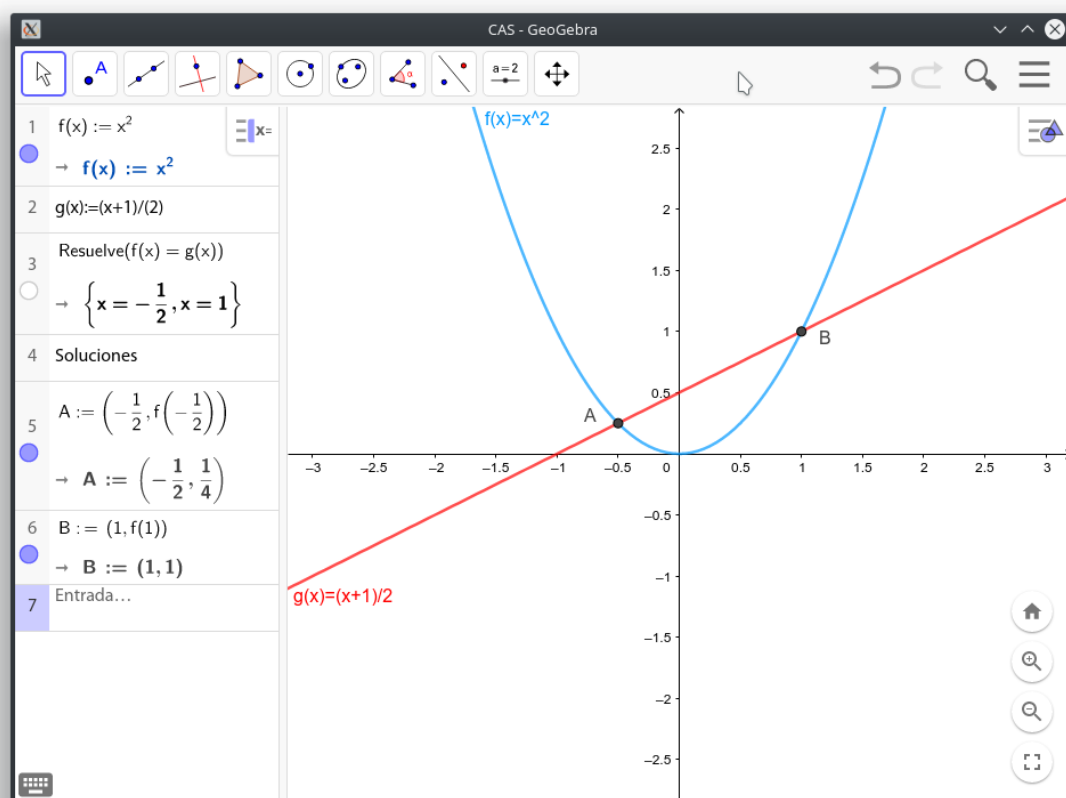 CAS - GeoGebra
A
a=2
1
f(x) := x²
x=
→ f(x) := x²
2
g(x):=(x+1)/(2)
3
Resuelve(f(x) = g(x))
→ {x = −1/2, x = 1}
4
Soluciones
5
A := (−1/2, f(−1/2))
→ A := (−1/2, 1/4)
6
B : = (1, f(1))
→ B := (1, 1)
7
Entrada…
f(x)=x^2
2.5
2
1.5
1
B
0.5
A
−3 −2.5 −2 −1.5 −1 −0.5 0 0.5 1 1.5 2 2.5 3
−0.5
−1
g(x)=(x+1)/2
−1.5
−2
−2.5